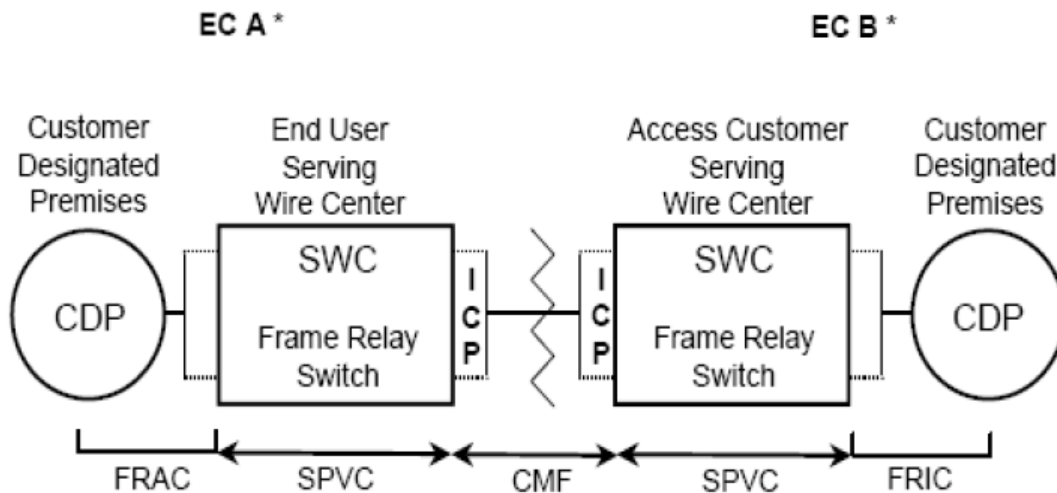 EC A *
EC B *
Customer
Designated
Premises
End User
Serving
Wire Center
Access Customer
Serving
Wire Center
Customer
Designated
Premises
CDP
SWC
Frame Relay
Switch
I
C
P
I
C
P
SWC
Frame Relay
Switch
CDP
FRAC
SPVC
CMF
SPVC
FRIC